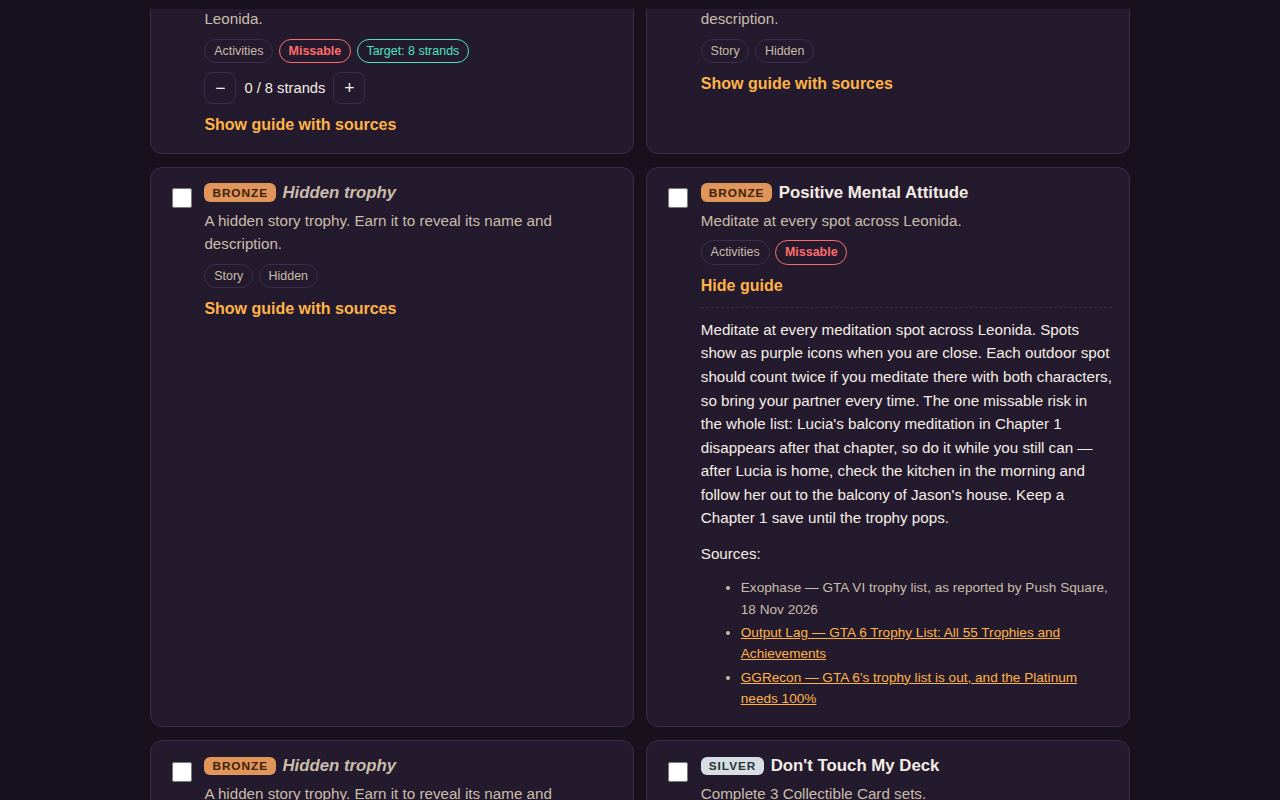 Leonida.
Activities Missable Target: 8 strands
− 0 / 8 strands +
Show guide with sources
description.
Story Hidden
Show guide with sources
BRONZE Hidden trophy
A hidden story trophy. Earn it to reveal its name and
description.
Story Hidden
Show guide with sources
BRONZE Positive Mental Attitude
Meditate at every spot across Leonida.
Activities Missable
Hide guide
Meditate at every meditation spot across Leonida. Spots
show as purple icons when you are close. Each outdoor spot
should count twice if you meditate there with both characters,
so bring your partner every time. The one missable risk in
the whole list: Lucia's balcony meditation in Chapter 1
disappears after that chapter, so do it while you still can —
after Lucia is home, check the kitchen in the morning and
follow her out to the balcony of Jason's house. Keep a
Chapter 1 save until the trophy pops.
Sources:
• Exophase — GTA VI trophy list, as reported by Push Square,
18 Nov 2026
• Output Lag — GTA 6 Trophy List: All 55 Trophies and
Achievements
• GGRecon — GTA 6's trophy list is out, and the Platinum
needs 100%
BRONZE Hidden trophy
A hidden story trophy. Earn it to reveal its name and
SILVER Don't Touch My Deck
Complete 3 Collectible Card sets.